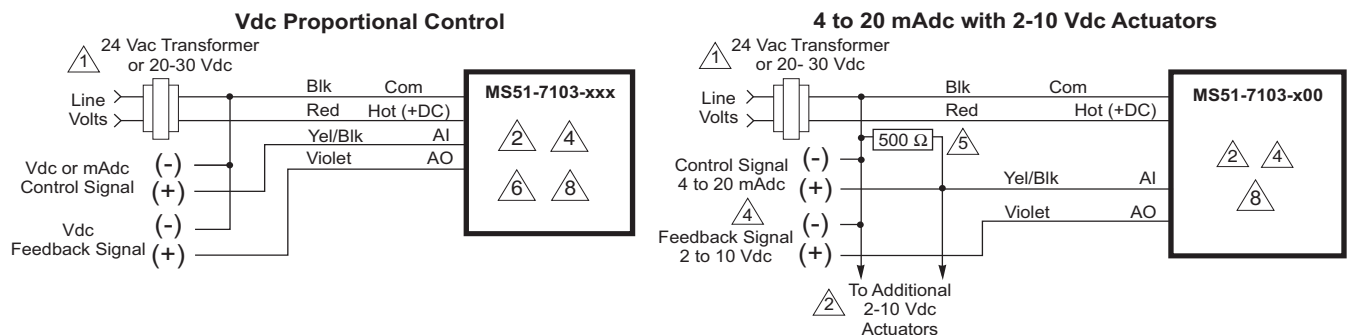 Vdc Proportional Control
1
24 Vac Transformer
or 20-30 Vdc
Line
Volts
Blk Com
Red Hot (+DC)
Yel/Blk AI
Violet AO
Vdc or mAdc
Control Signal
(-)
(+)
Vdc
Feedback Signal
(-)
(+)
MS51-7103-xxx
2 4
6 8
4 to 20 mAdc with 2-10 Vdc Actuators
1
24 Vac Transformer
or 20- 30 Vdc
Line
Volts
Blk Com
Red Hot (+DC)
500 Ω
5
Control Signal
4 to 20 mAdc
(-)
(+)
Yel/Blk AI
Violet AO
4
Feedback Signal
2 to 10 Vdc
(-)
(+)
2
To Additional
2-10 Vdc
Actuators
MS51-7103-x00
2 4
8